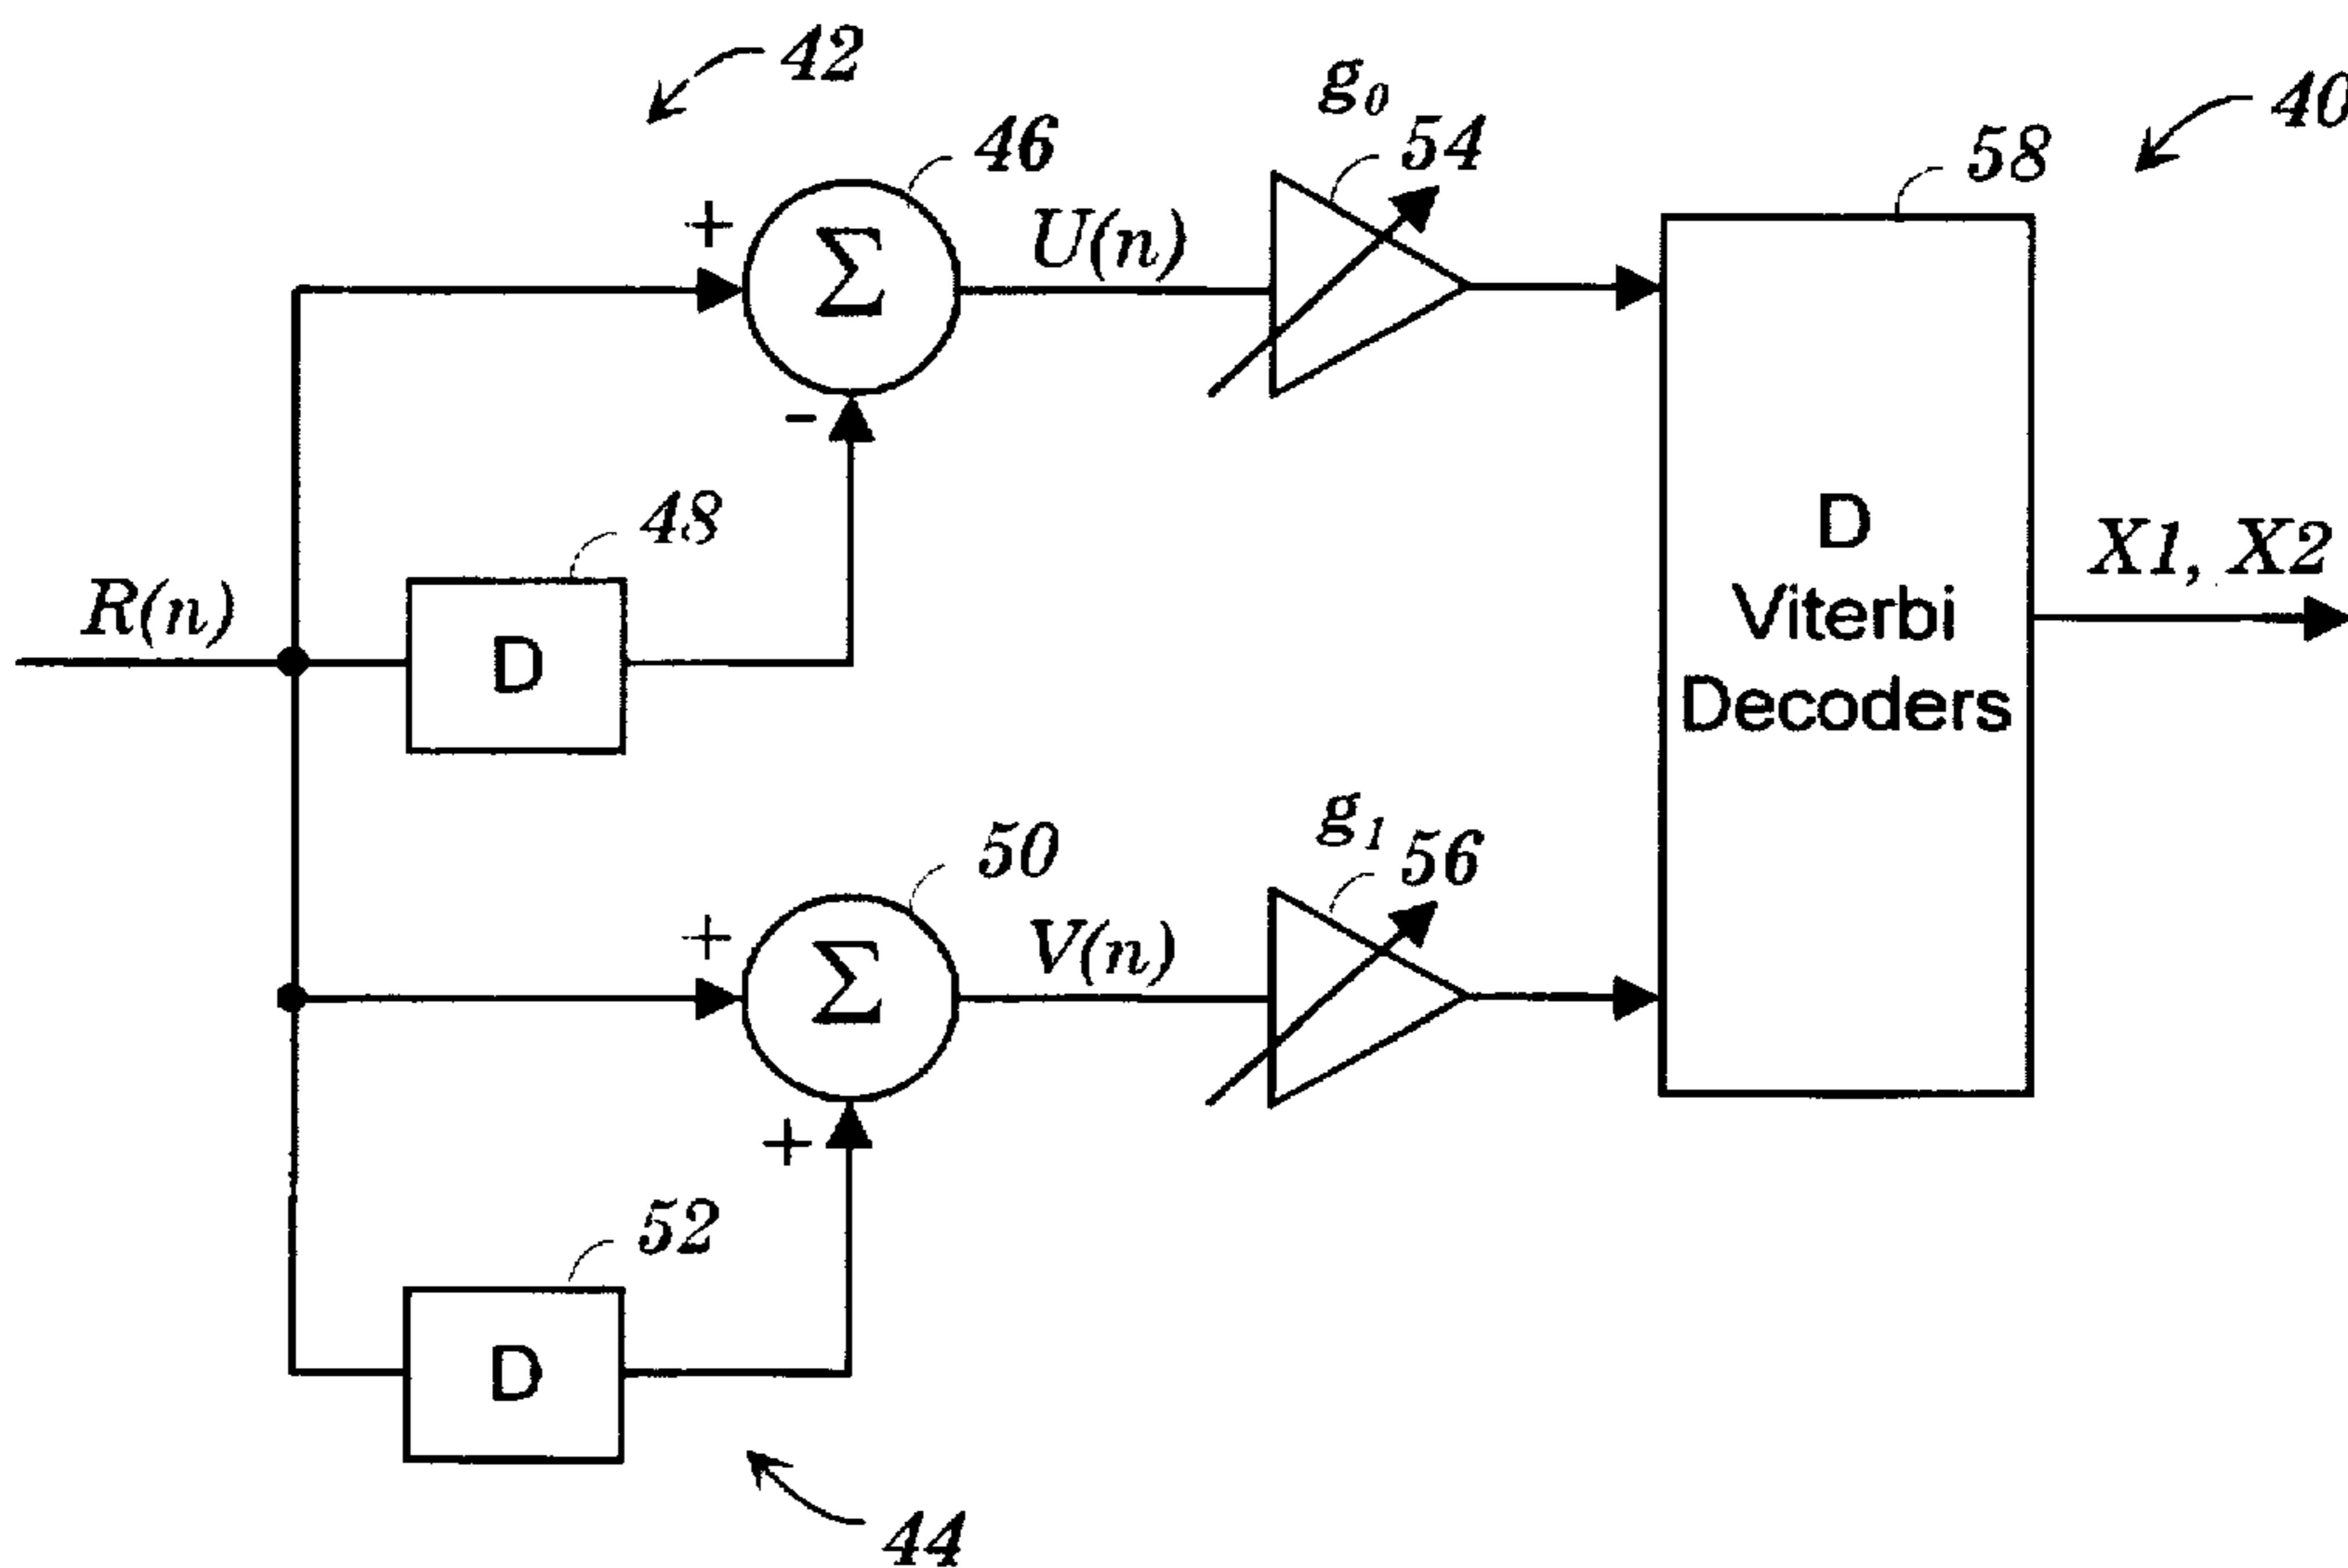 42
g0
54
40
46
58
+
Σ
U(n)
-
48
R(n)
D
D
Viterbi
Decoders
X1, X2
g1
56
50
+
Σ
V(n)
+
52
D
44